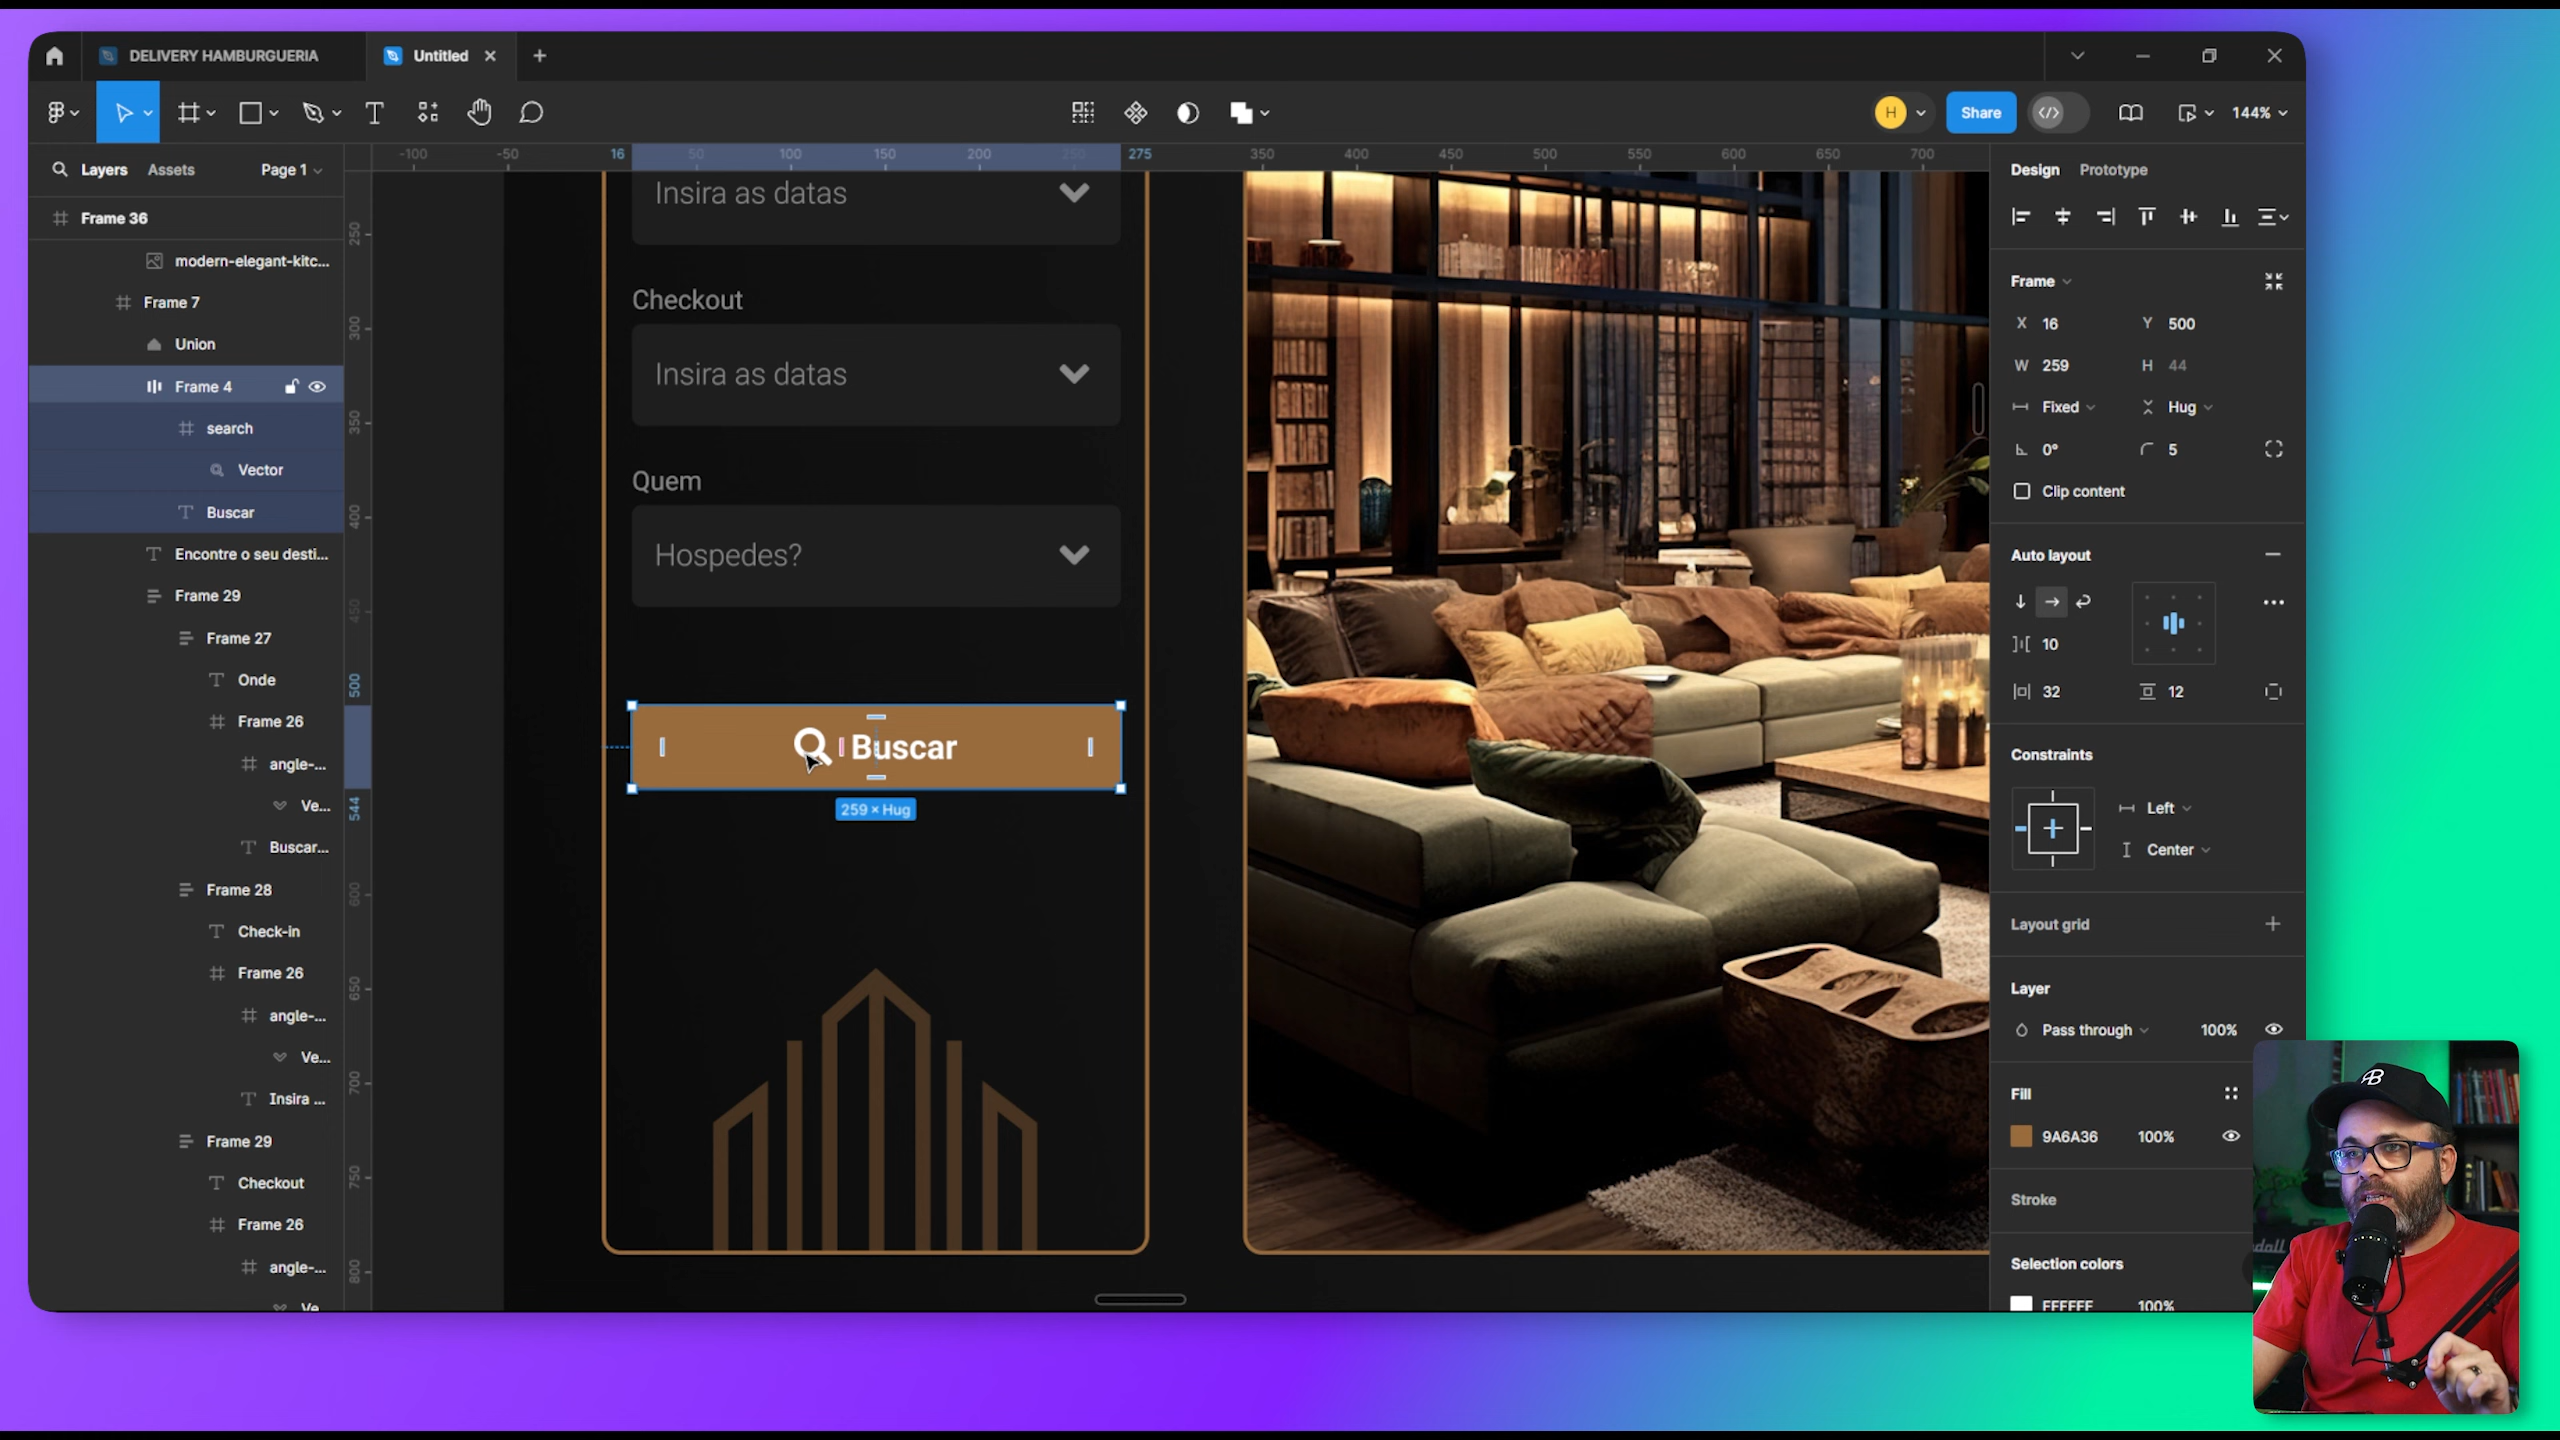 DELIVERY HAMBURGUERIA
Untitled
H
Share
144%
Layers
Assets
Page 1
Frame 36
modern-elegant-kitc...
Frame 7
Union
Frame 4
search
Vector
Buscar
Encontre o seu desti...
Frame 29
Frame 27
Onde
Frame 26
angle-...
Ve...
Buscar...
Frame 28
Check-in
Frame 26
angle-...
Ve...
Insira ...
Frame 29
Checkout
Frame 26
angle-...
Ve
-100
-50
16
50
100
150
200
250
275
350
400
450
500
550
600
650
700
250
300
350
400
450
500
544
600
650
700
750
800
Insira as datas
Checkout
Insira as datas
Quem
Hospedes?
Buscar
259 × Hug
Design
Prototype
Frame
X 16
Y 500
W 259
H 44
Fixed
Hug
0°
5
Clip content
Auto layout
10
32
12
Constraints
Left
Center
Layout grid
Layer
Pass through
100%
Fill
9A6A36
100%
Stroke
Selection colors
FFFFFF
100%